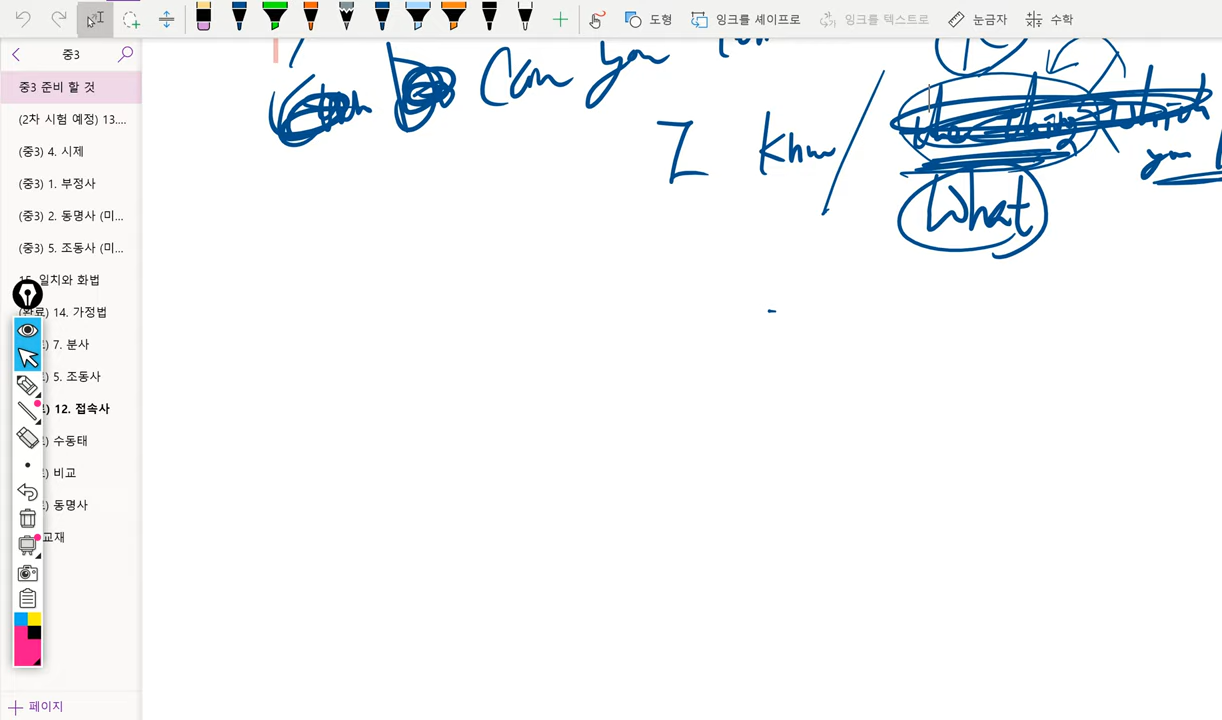 도형
잉크를 셰이프로
잉크를 텍스트로
눈금자
수학
중3
중3 준비 할 것
(2차 시험 예정) 13....
(중3) 4. 시제
(중3) 1. 부정사
(중3) 2. 동명사 (미...
(중3) 5. 조동사 (미...
15. 일치와 화법
(완료) 14. 가정법
) 7. 분사
) 5. 조동사
) 12. 접속사
) 수동태
) 비교
) 동명사
교재
페이지
Can you
I know
the thing which
you
What